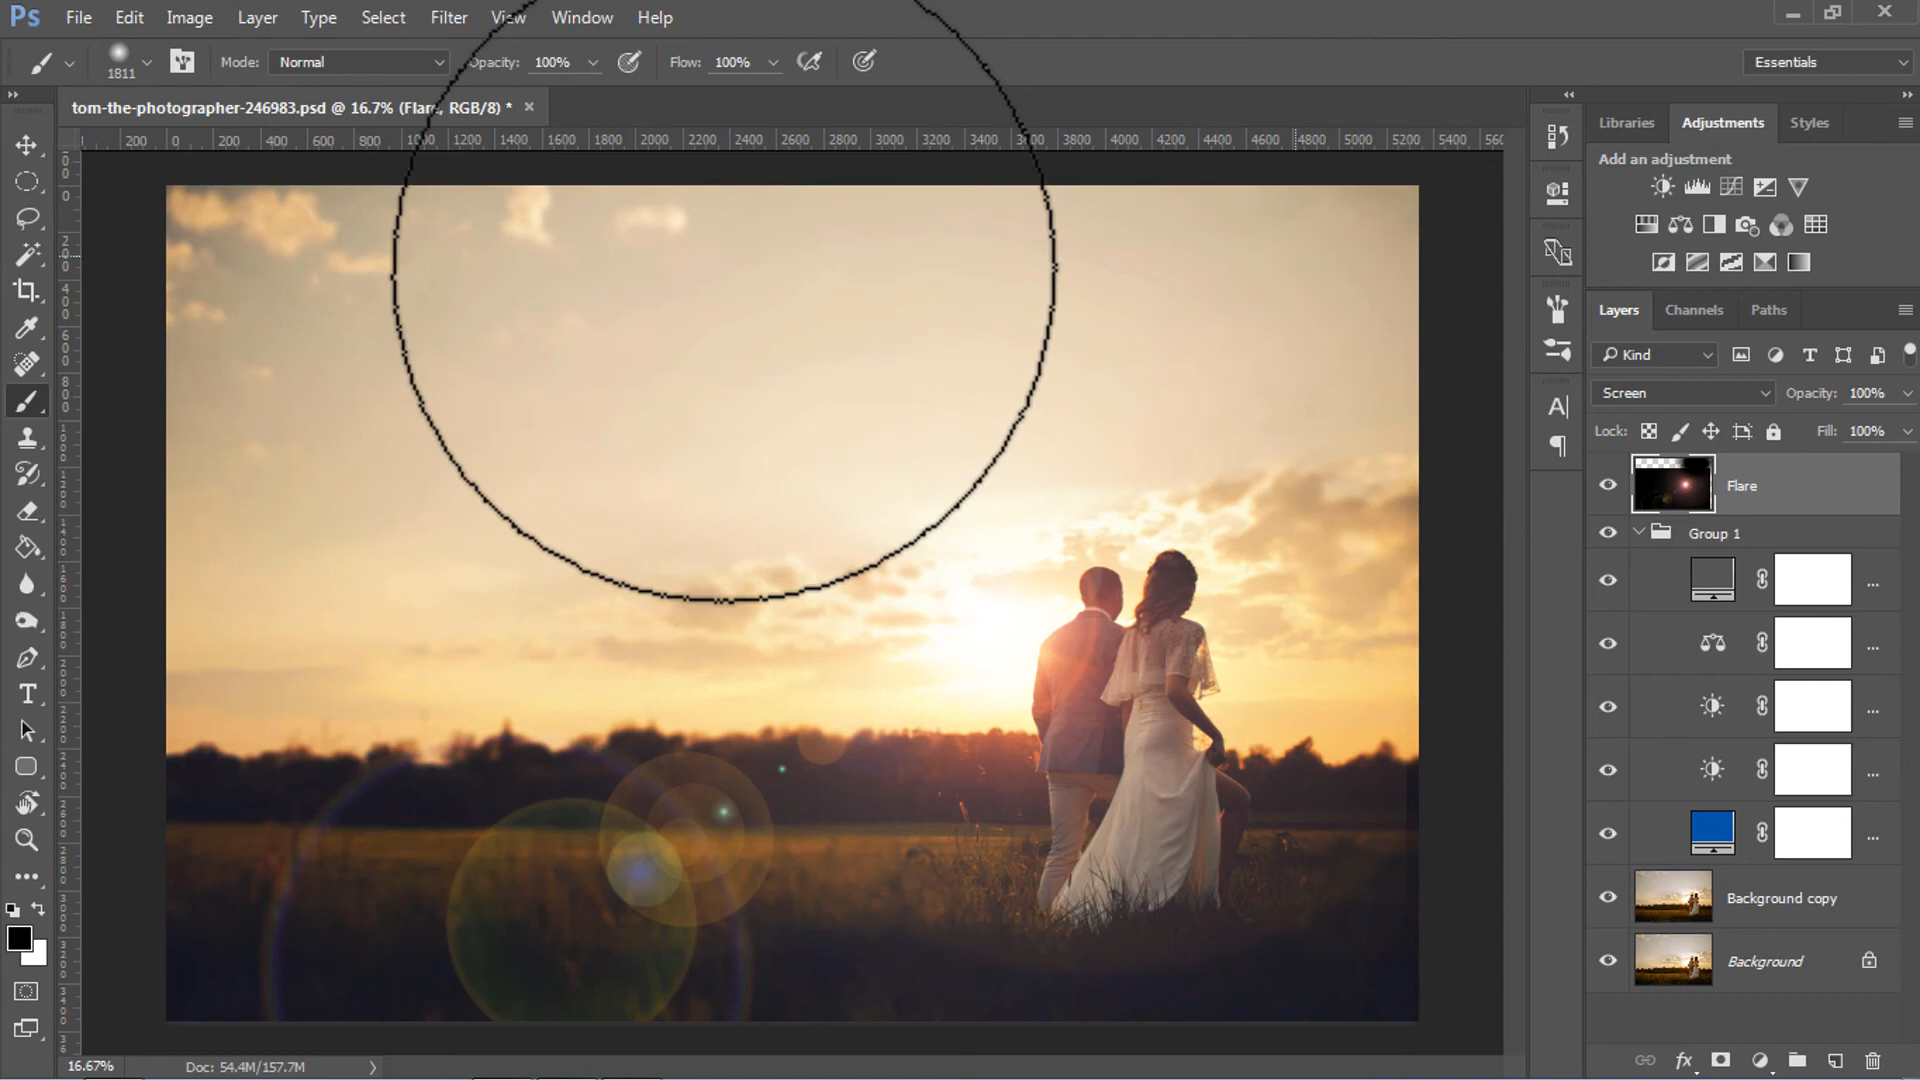 Ps File Edit Image Layer Type Select Filter View Window Help
1811 Mode: Normal Opacity: 100% Flow: 100% Essentials
tom-the-photographer-246983.psd @ 16.7% (Flare, RGB/8) * ×
200 0 200 400 600 800 1000 1200 1400 1600 1800 2000 2200 2400 2600 2800 3000 3200 3400 3600 3800 4000 4200 4400 4600 4800 5000 5200 5400
Libraries Adjustments Styles
Add an adjustment
Layers Channels Paths
Kind
Screen Opacity: 100%
Lock: Fill: 100%
Flare
Group 1
...
...
...
...
...
Background copy
Background
fx
16.67% Doc: 54.4M/157.7M